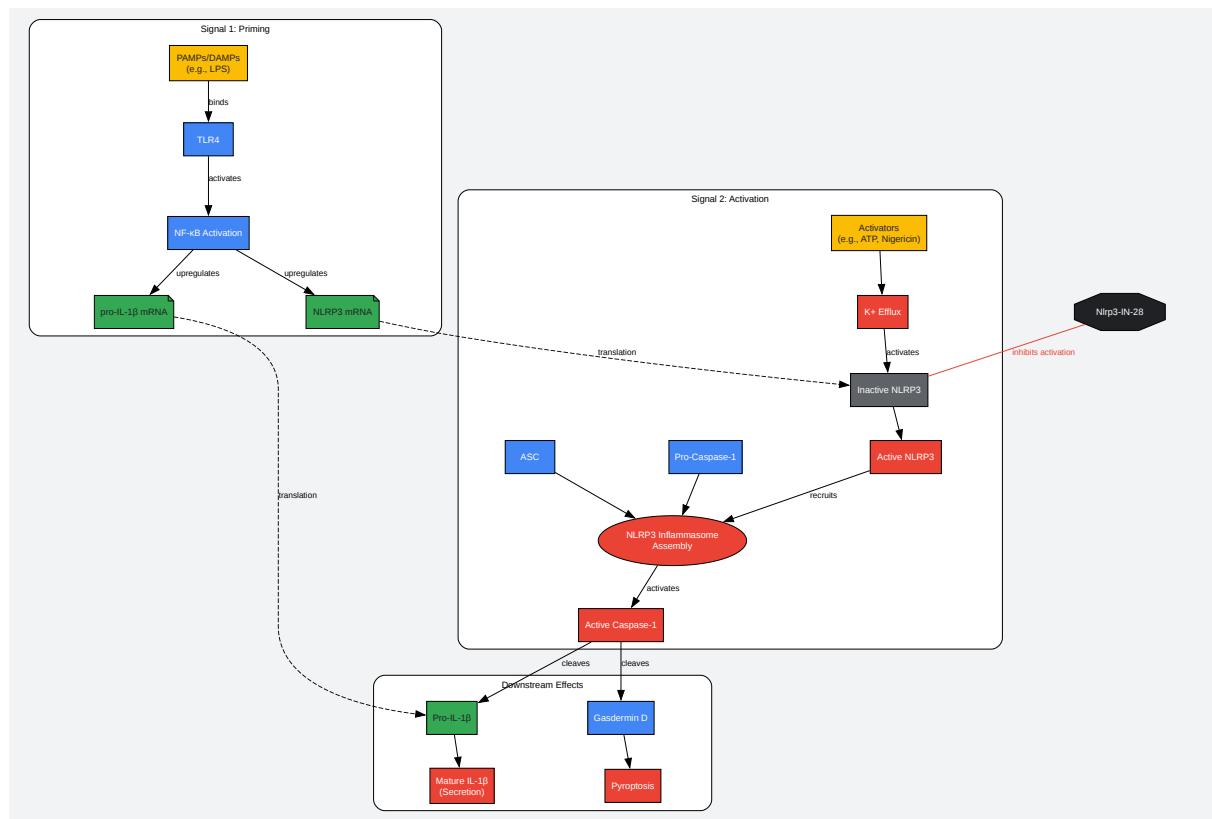 Signal 1: Priming
PAMPs/DAMPs
(e.g., LPS)
binds
TLR4
activates
NF-κB Activation
upregulates
upregulates
pro-IL-1β mRNA
NLRP3 mRNA
translation
translation
Signal 2: Activation
Activators
(e.g., ATP, Nigericin)
K+ Efflux
activates
Inactive NLRP3
Nlrp3-IN-28
inhibits activation
ASC
Pro-Caspase-1
Active NLRP3
recruits
NLRP3 Inflammasome
Assembly
activates
Active Caspase-1
cleaves
cleaves
Downstream Effects
Pro-IL-1β
Gasdermin D
Mature IL-1β
(Secretion)
Pyroptosis